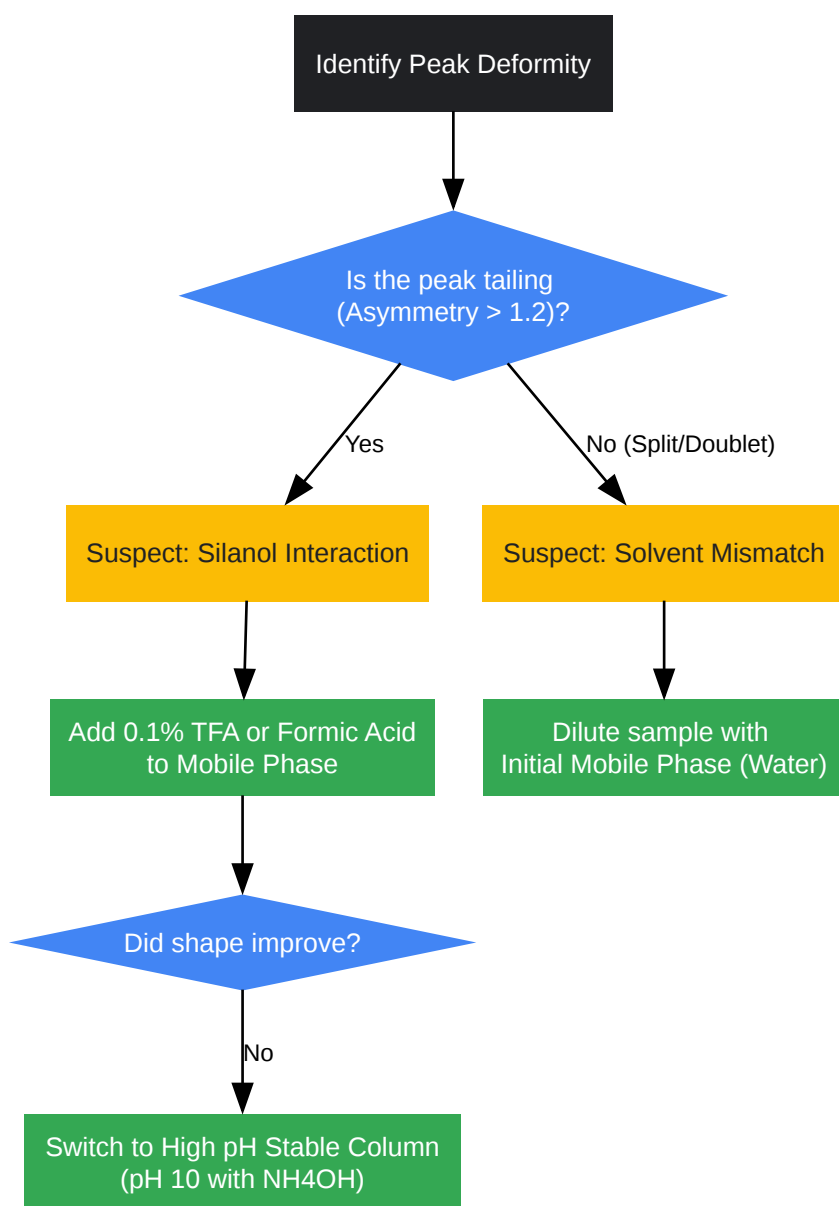 Identify Peak Deformity
Is the peak tailing
(Asymmetry > 1.2)?
Yes
No (Split/Doublet)
Suspect: Silanol Interaction
Suspect: Solvent Mismatch
Add 0.1% TFA or Formic Acid
to Mobile Phase
Dilute sample with
Initial Mobile Phase (Water)
Did shape improve?
No
Switch to High pH Stable Column
(pH 10 with NH4OH)